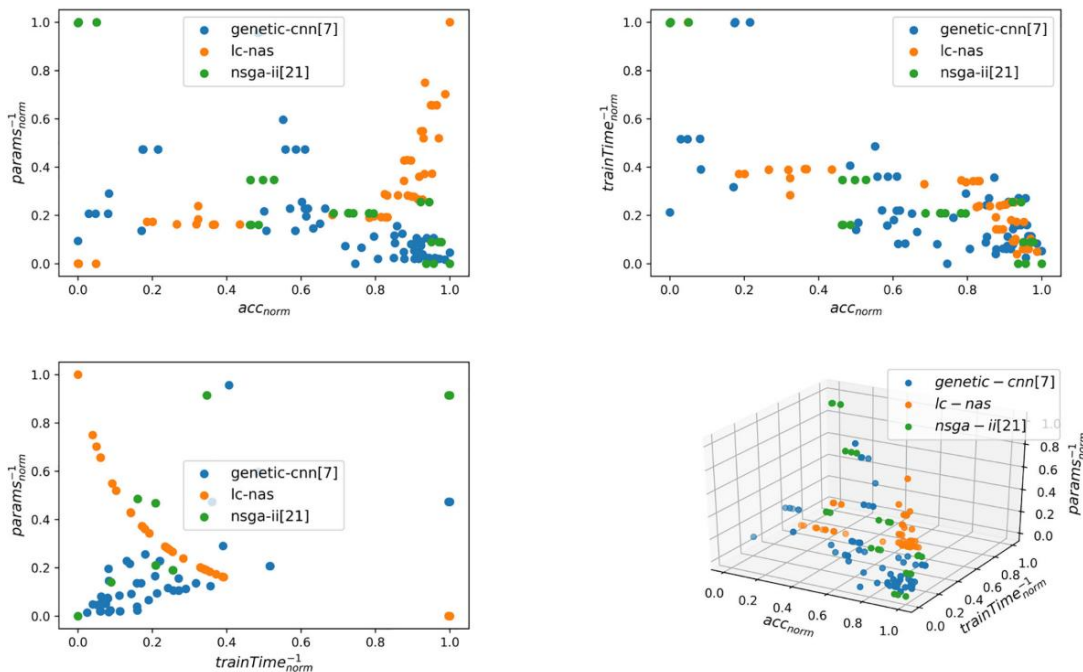 1.0
0.8
0.6
0.4
0.2
0.0
params⁻¹norm
genetic-cnn[7]
lc-nas
nsga-ii[21]
0.0 0.2 0.4 0.6 0.8 1.0
accnorm
1.0
0.8
0.6
0.4
0.2
0.0
trainTime⁻¹norm
genetic-cnn[7]
lc-nas
nsga-ii[21]
0.0 0.2 0.4 0.6 0.8 1.0
accnorm
1.0
0.8
0.6
0.4
0.2
0.0
params⁻¹norm
genetic-cnn[7]
lc-nas
nsga-ii[21]
0.0 0.2 0.4 0.6 0.8 1.0
trainTime⁻¹norm
genetic − cnn[7]
lc − nas
nsga − ii[21]
1.0
0.8
0.6
0.4
0.2
0.0
params⁻¹norm
0.0 0.2 0.4 0.6 0.8 1.0
accnorm
0.0 0.2 0.4 0.6 0.8 1.0
trainTime⁻¹norm